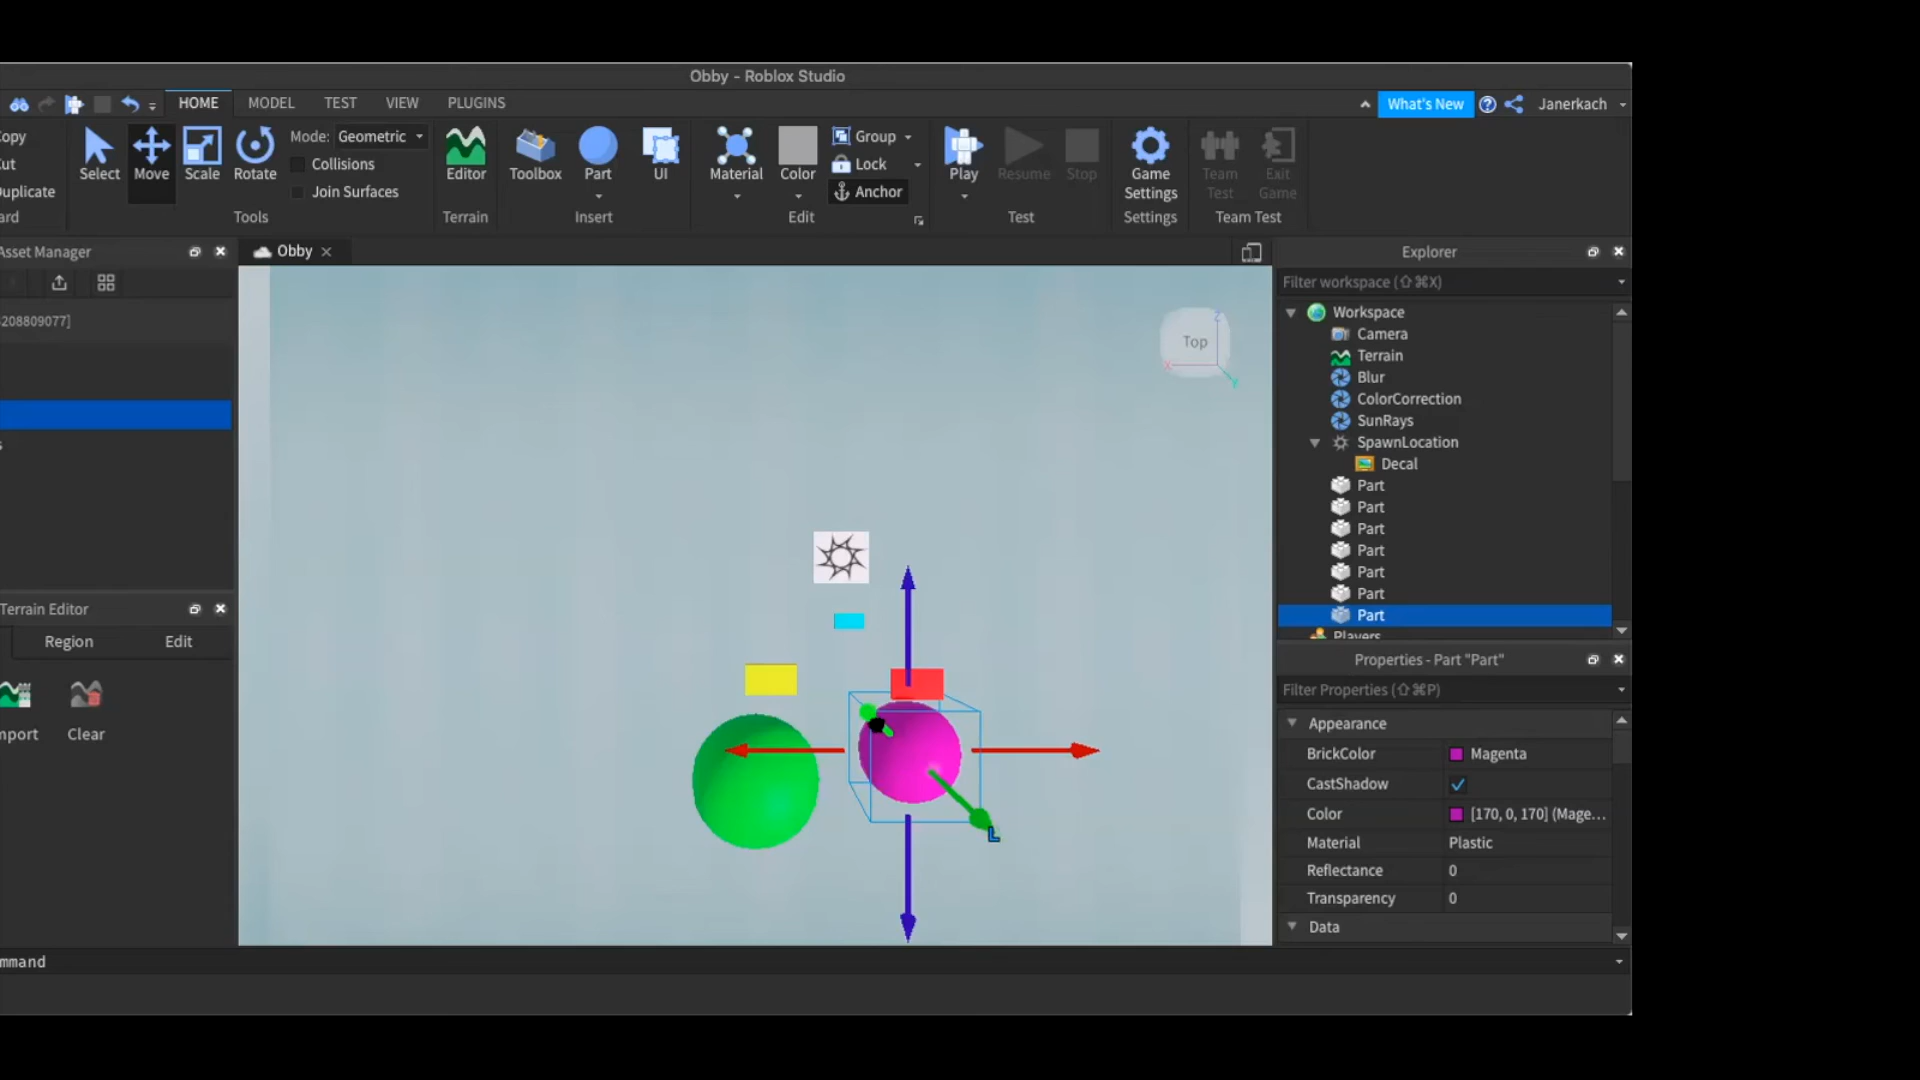 Obby - Roblox Studio
HOME MODEL TEST VIEW PLUGINS What's New Janerkach
opy
ut
uplicate
ard
Select Move Scale Rotate
Mode: Geometric
Collisions
Join Surfaces
Tools
Editor
Terrain
Toolbox Part UI
Insert
Material Color
Group
Lock
Anchor
Edit
Play Resume Stop
Test
Game Settings
Settings
Team Test
Exit Game
Team Test
Asset Manager
208809077]
s
Terrain Editor
Region Edit
mport Clear
Obby
Top
X
Z
Y
L
Explorer
Filter workspace (⇧⌘X)
Workspace
Camera
Terrain
Blur
ColorCorrection
SunRays
SpawnLocation
Decal
Part
Part
Part
Part
Part
Part
Part
Players
Properties - Part "Part"
Filter Properties (⇧⌘P)
Appearance
BrickColor Magenta
CastShadow
Color [170, 0, 170] (Mage...
Material Plastic
Reflectance 0
Transparency 0
Data
mmand